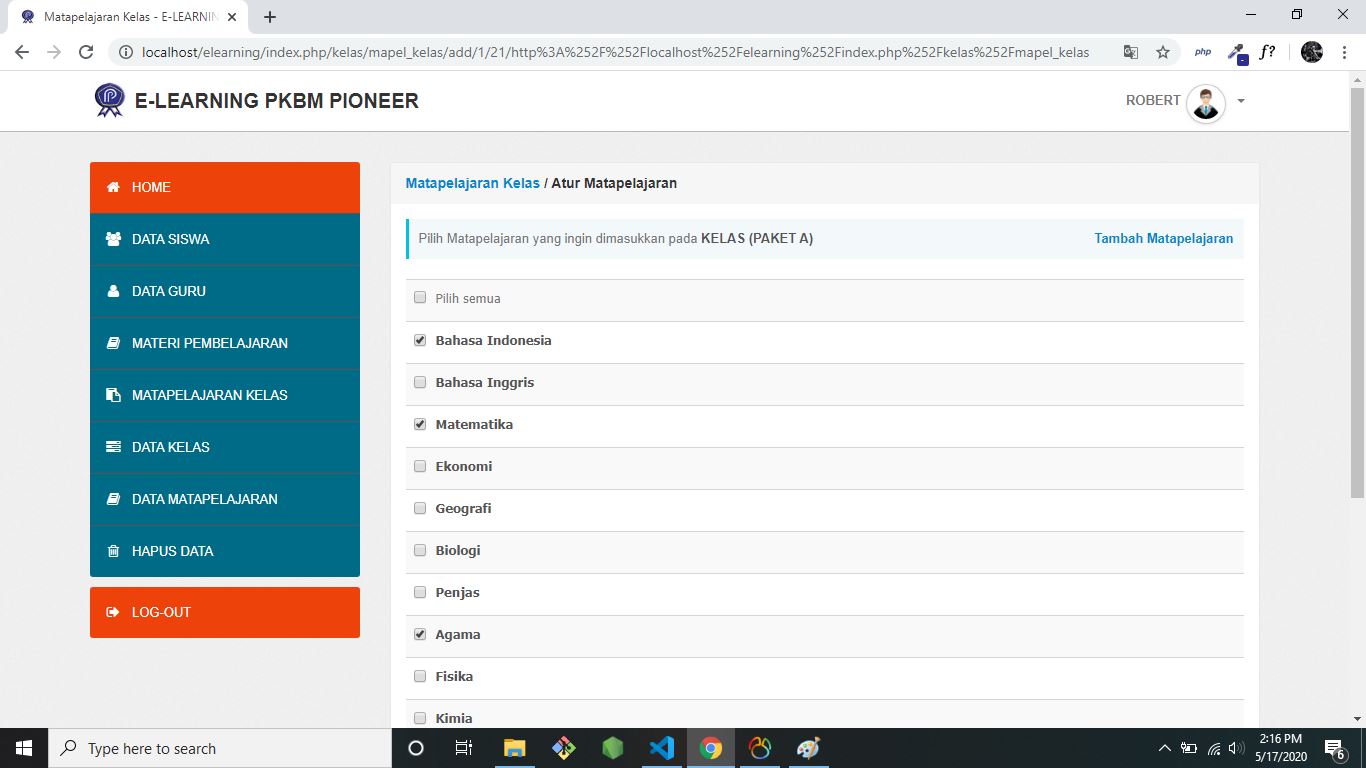 Matapelajaran Kelas - E-LEARNIN
localhost/elearning/index.php/kelas/mapel_kelas/add/1/21/http%3A%252F%252Flocalhost%252Felearning%252Findex.php%252Fkelas%252Fmapel_kelas
php
f?
E-LEARNING PKBM PIONEER
ROBERT
HOME
DATA SISWA
DATA GURU
MATERI PEMBELAJARAN
MATAPELAJARAN KELAS
DATA KELAS
DATA MATAPELAJARAN
HAPUS DATA
LOG-OUT
Matapelajaran Kelas / Atur Matapelajaran
Pilih Matapelajaran yang ingin dimasukkan pada KELAS (PAKET A)
Tambah Matapelajaran
Pilih semua
Bahasa Indonesia
Bahasa Inggris
Matematika
Ekonomi
Geografi
Biologi
Penjas
Agama
Fisika
Kimia
Type here to search
2:16 PM
5/17/2020
6